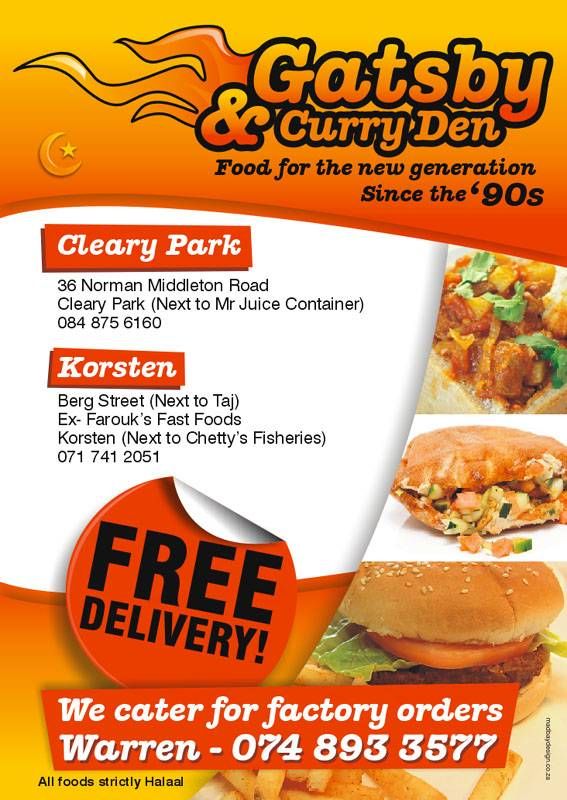 Gatsby
& Curry Den
Food for the new generation
Since the ‘90s
Cleary Park
36 Norman Middleton Road
Cleary Park (Next to Mr Juice Container)
084 875 6160
Korsten
Berg Street (Next to Taj)
Ex- Farouk’s Fast Foods
Korsten (Next to Chetty’s Fisheries)
071 741 2051
FREE
DELIVERY!
We cater for factory orders
Warren - 074 893 3577
All foods strictly Halaal
madbaydesign.co.za